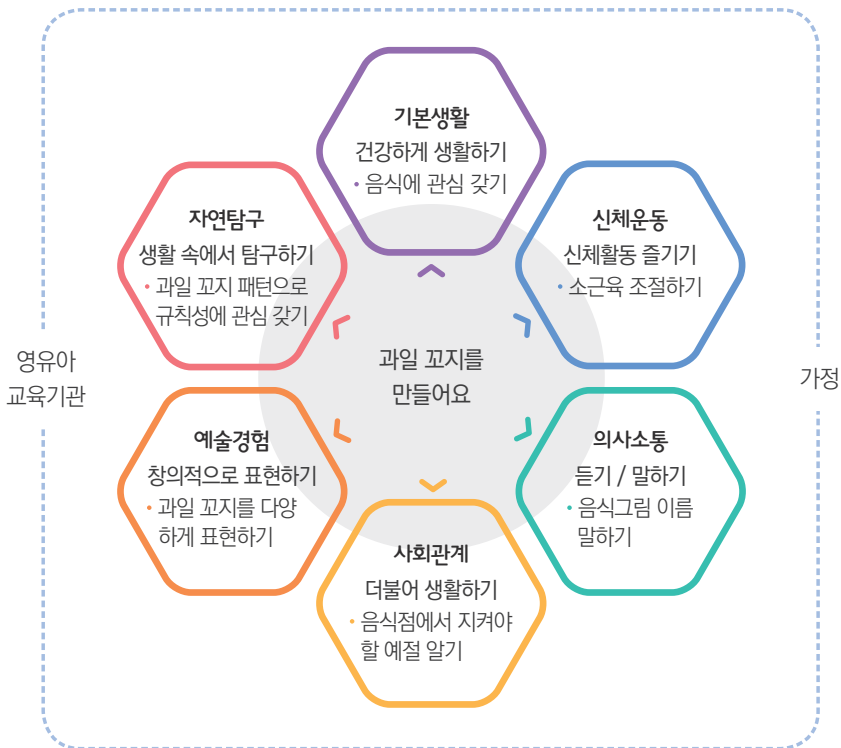 기본생활
건강하게 생활하기
• 음식에 관심 갖기
자연탐구
생활 속에서 탐구하기
• 과일 꼬지 패턴으로
규칙성에 관심 갖기
신체운동
신체활동 즐기기
• 소근육 조절하기
영유아
교육기관
과일 꼬지를
만들어요
가정
예술경험
창의적으로 표현하기
• 과일 꼬지를 다양
하게 표현하기
의사소통
듣기 / 말하기
• 음식그림 이름
말하기
사회관계
더불어 생활하기
• 음식점에서 지켜야
할 예절 알기